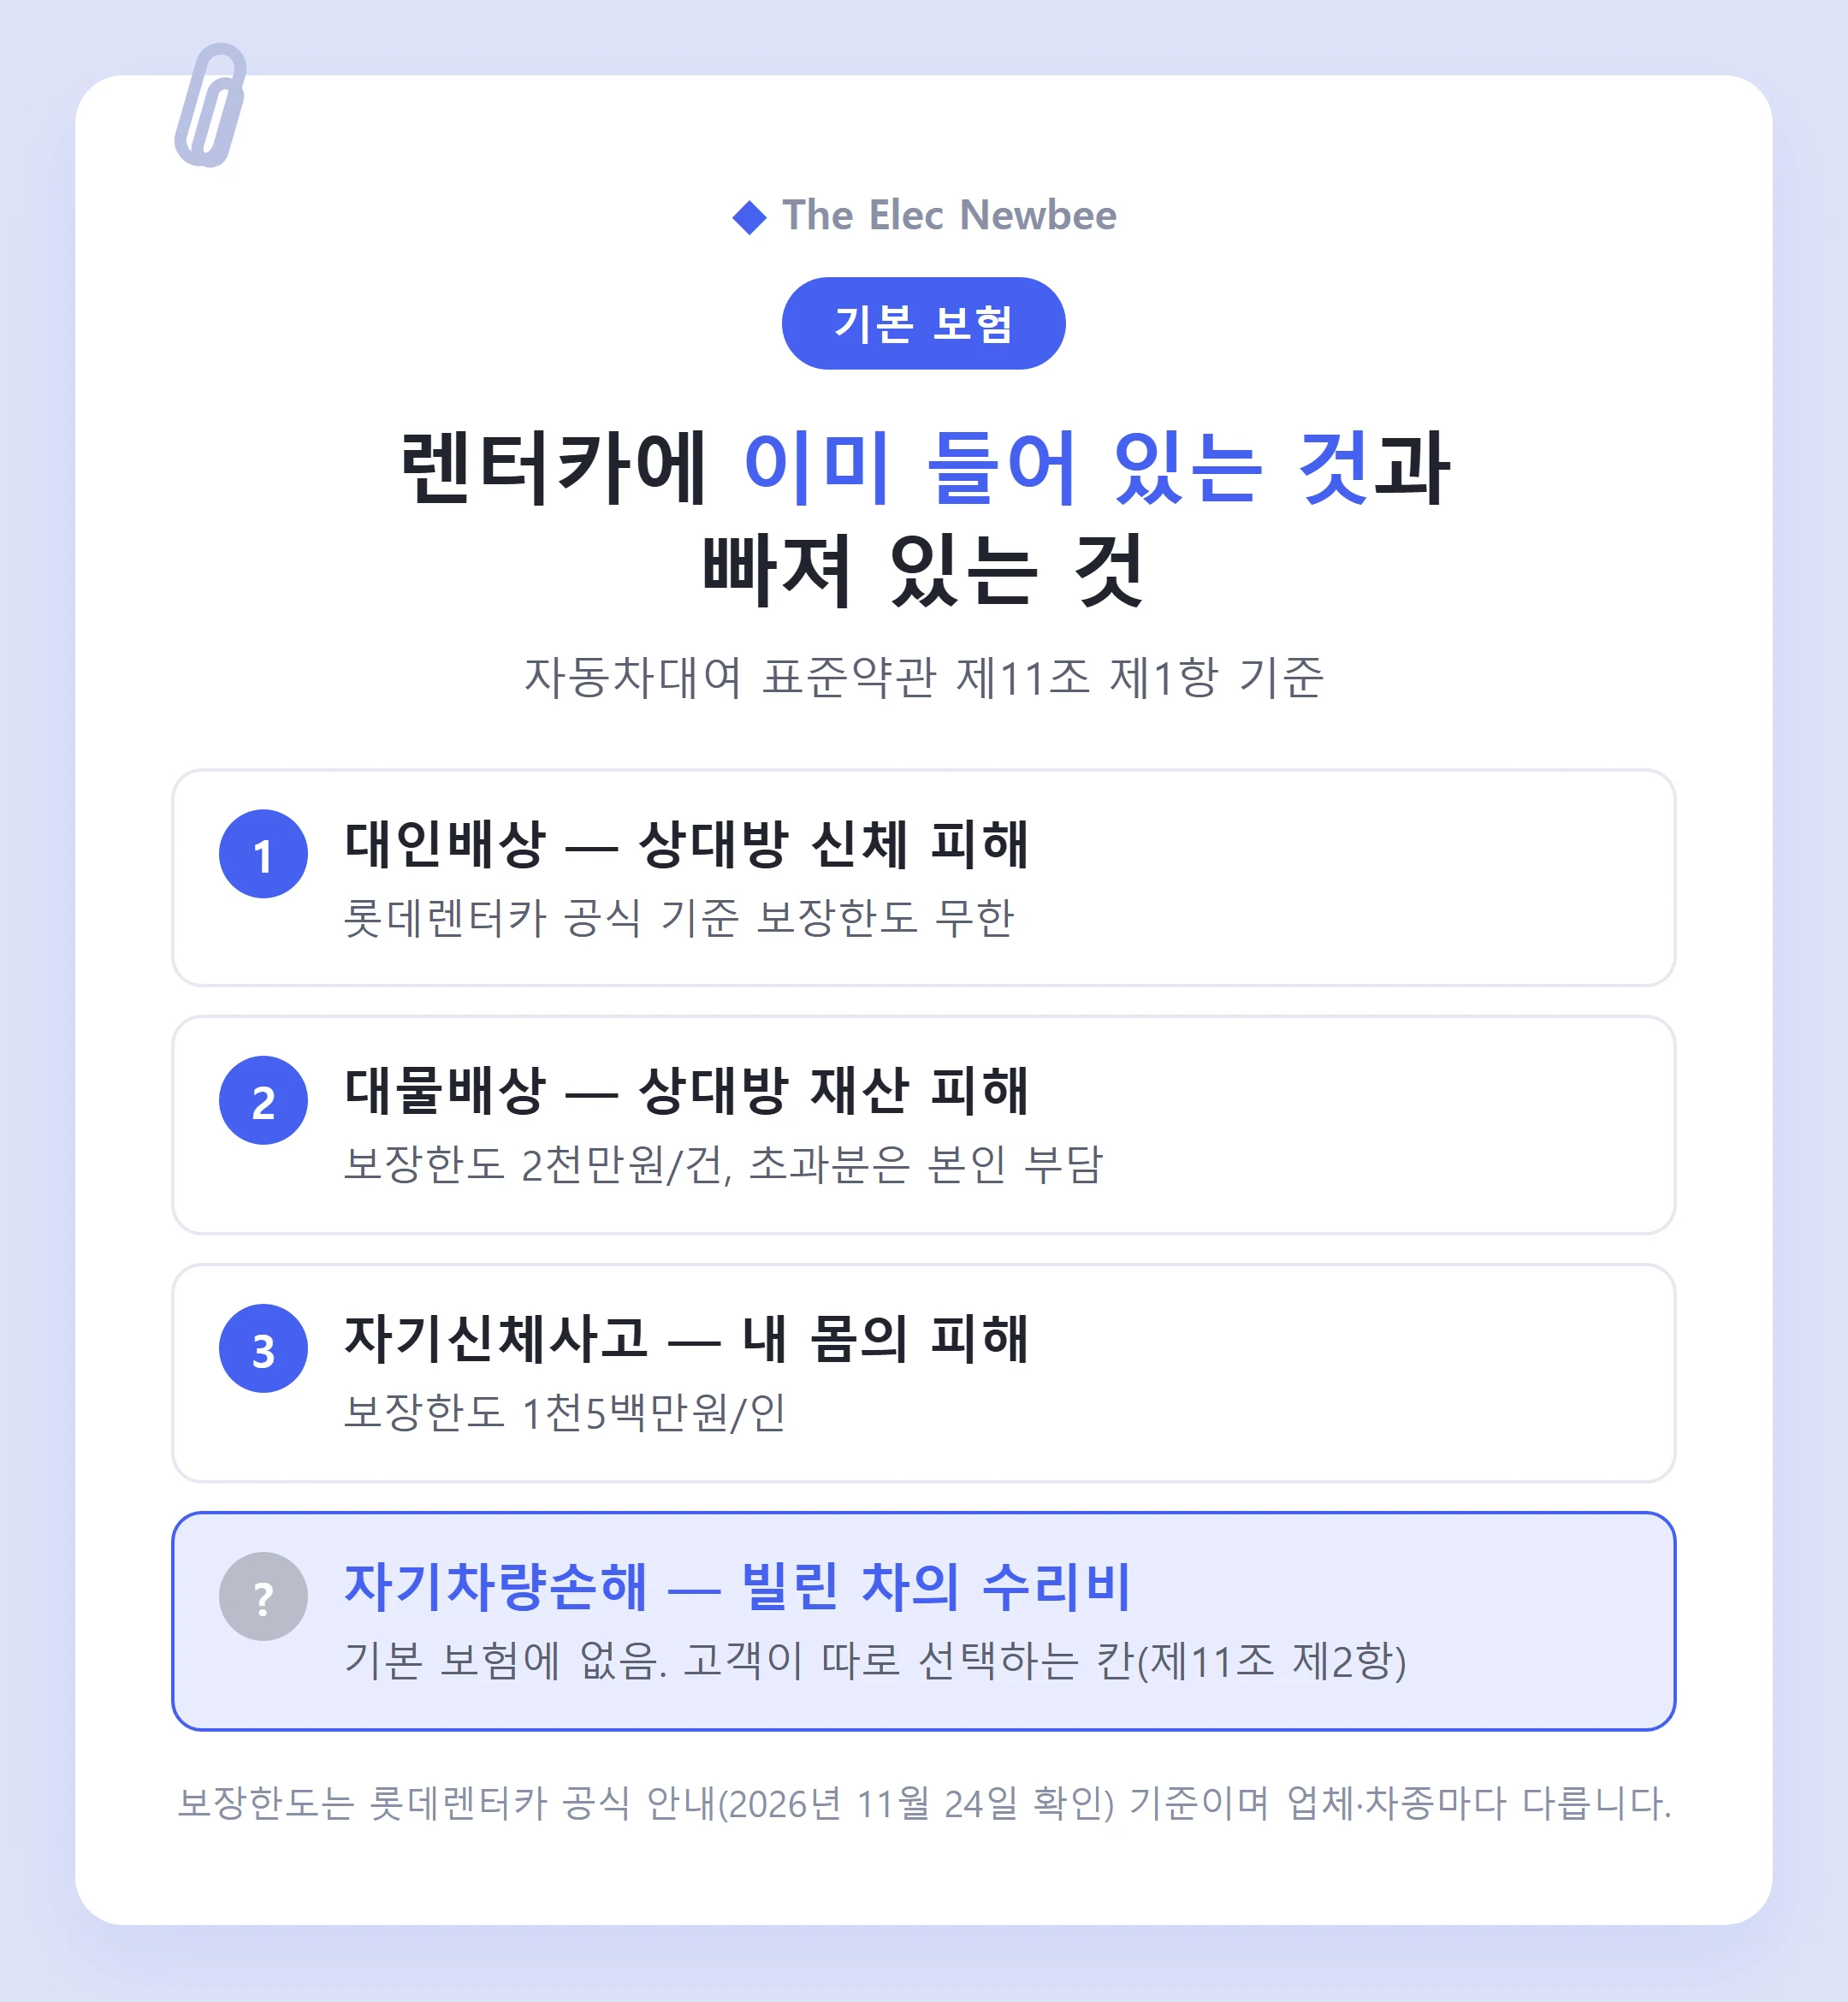 ◆ The Elec Newbee
기본 보험
렌터카에 이미 들어 있는 것과
빠져 있는 것
자동차대여 표준약관 제11조 제1항 기준
1
대인배상 — 상대방 신체 피해
롯데렌터카 공식 기준 보장한도 무한
2
대물배상 — 상대방 재산 피해
보장한도 2천만원/건, 초과분은 본인 부담
3
자기신체사고 — 내 몸의 피해
보장한도 1천5백만원/인
?
자기차량손해 — 빌린 차의 수리비
기본 보험에 없음. 고객이 따로 선택하는 칸(제11조 제2항)
보장한도는 롯데렌터카 공식 안내(2026년 11월 24일 확인) 기준이며 업체·차종마다 다릅니다.